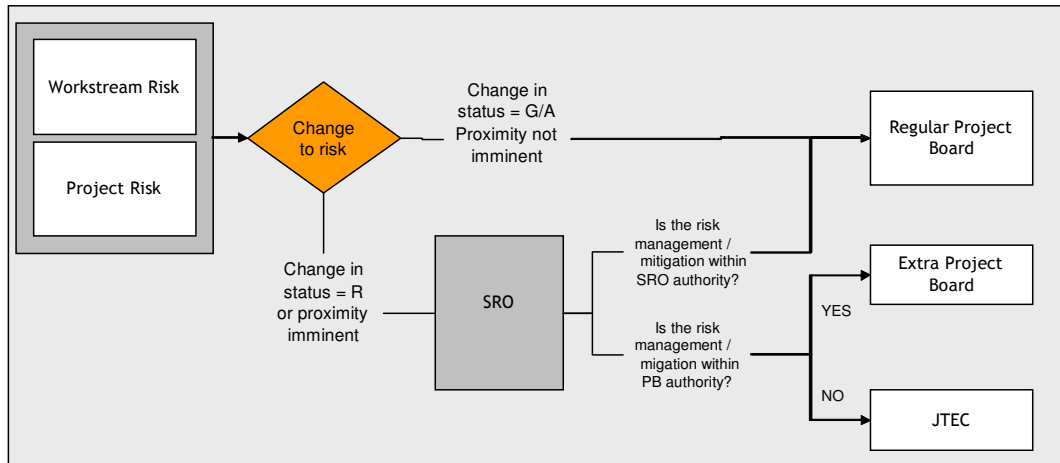 Workstream Risk
Project Risk
Change
to risk
Change in
status = G/A
Proximity not
imminent
Regular Project
Board
Change in
status = R
or proximity
imminent
SRO
Is the risk
management /
mitigation within
SRO authority?
Is the risk
management /
migation within
PB authority?
YES
Extra Project
Board
NO
JTEC